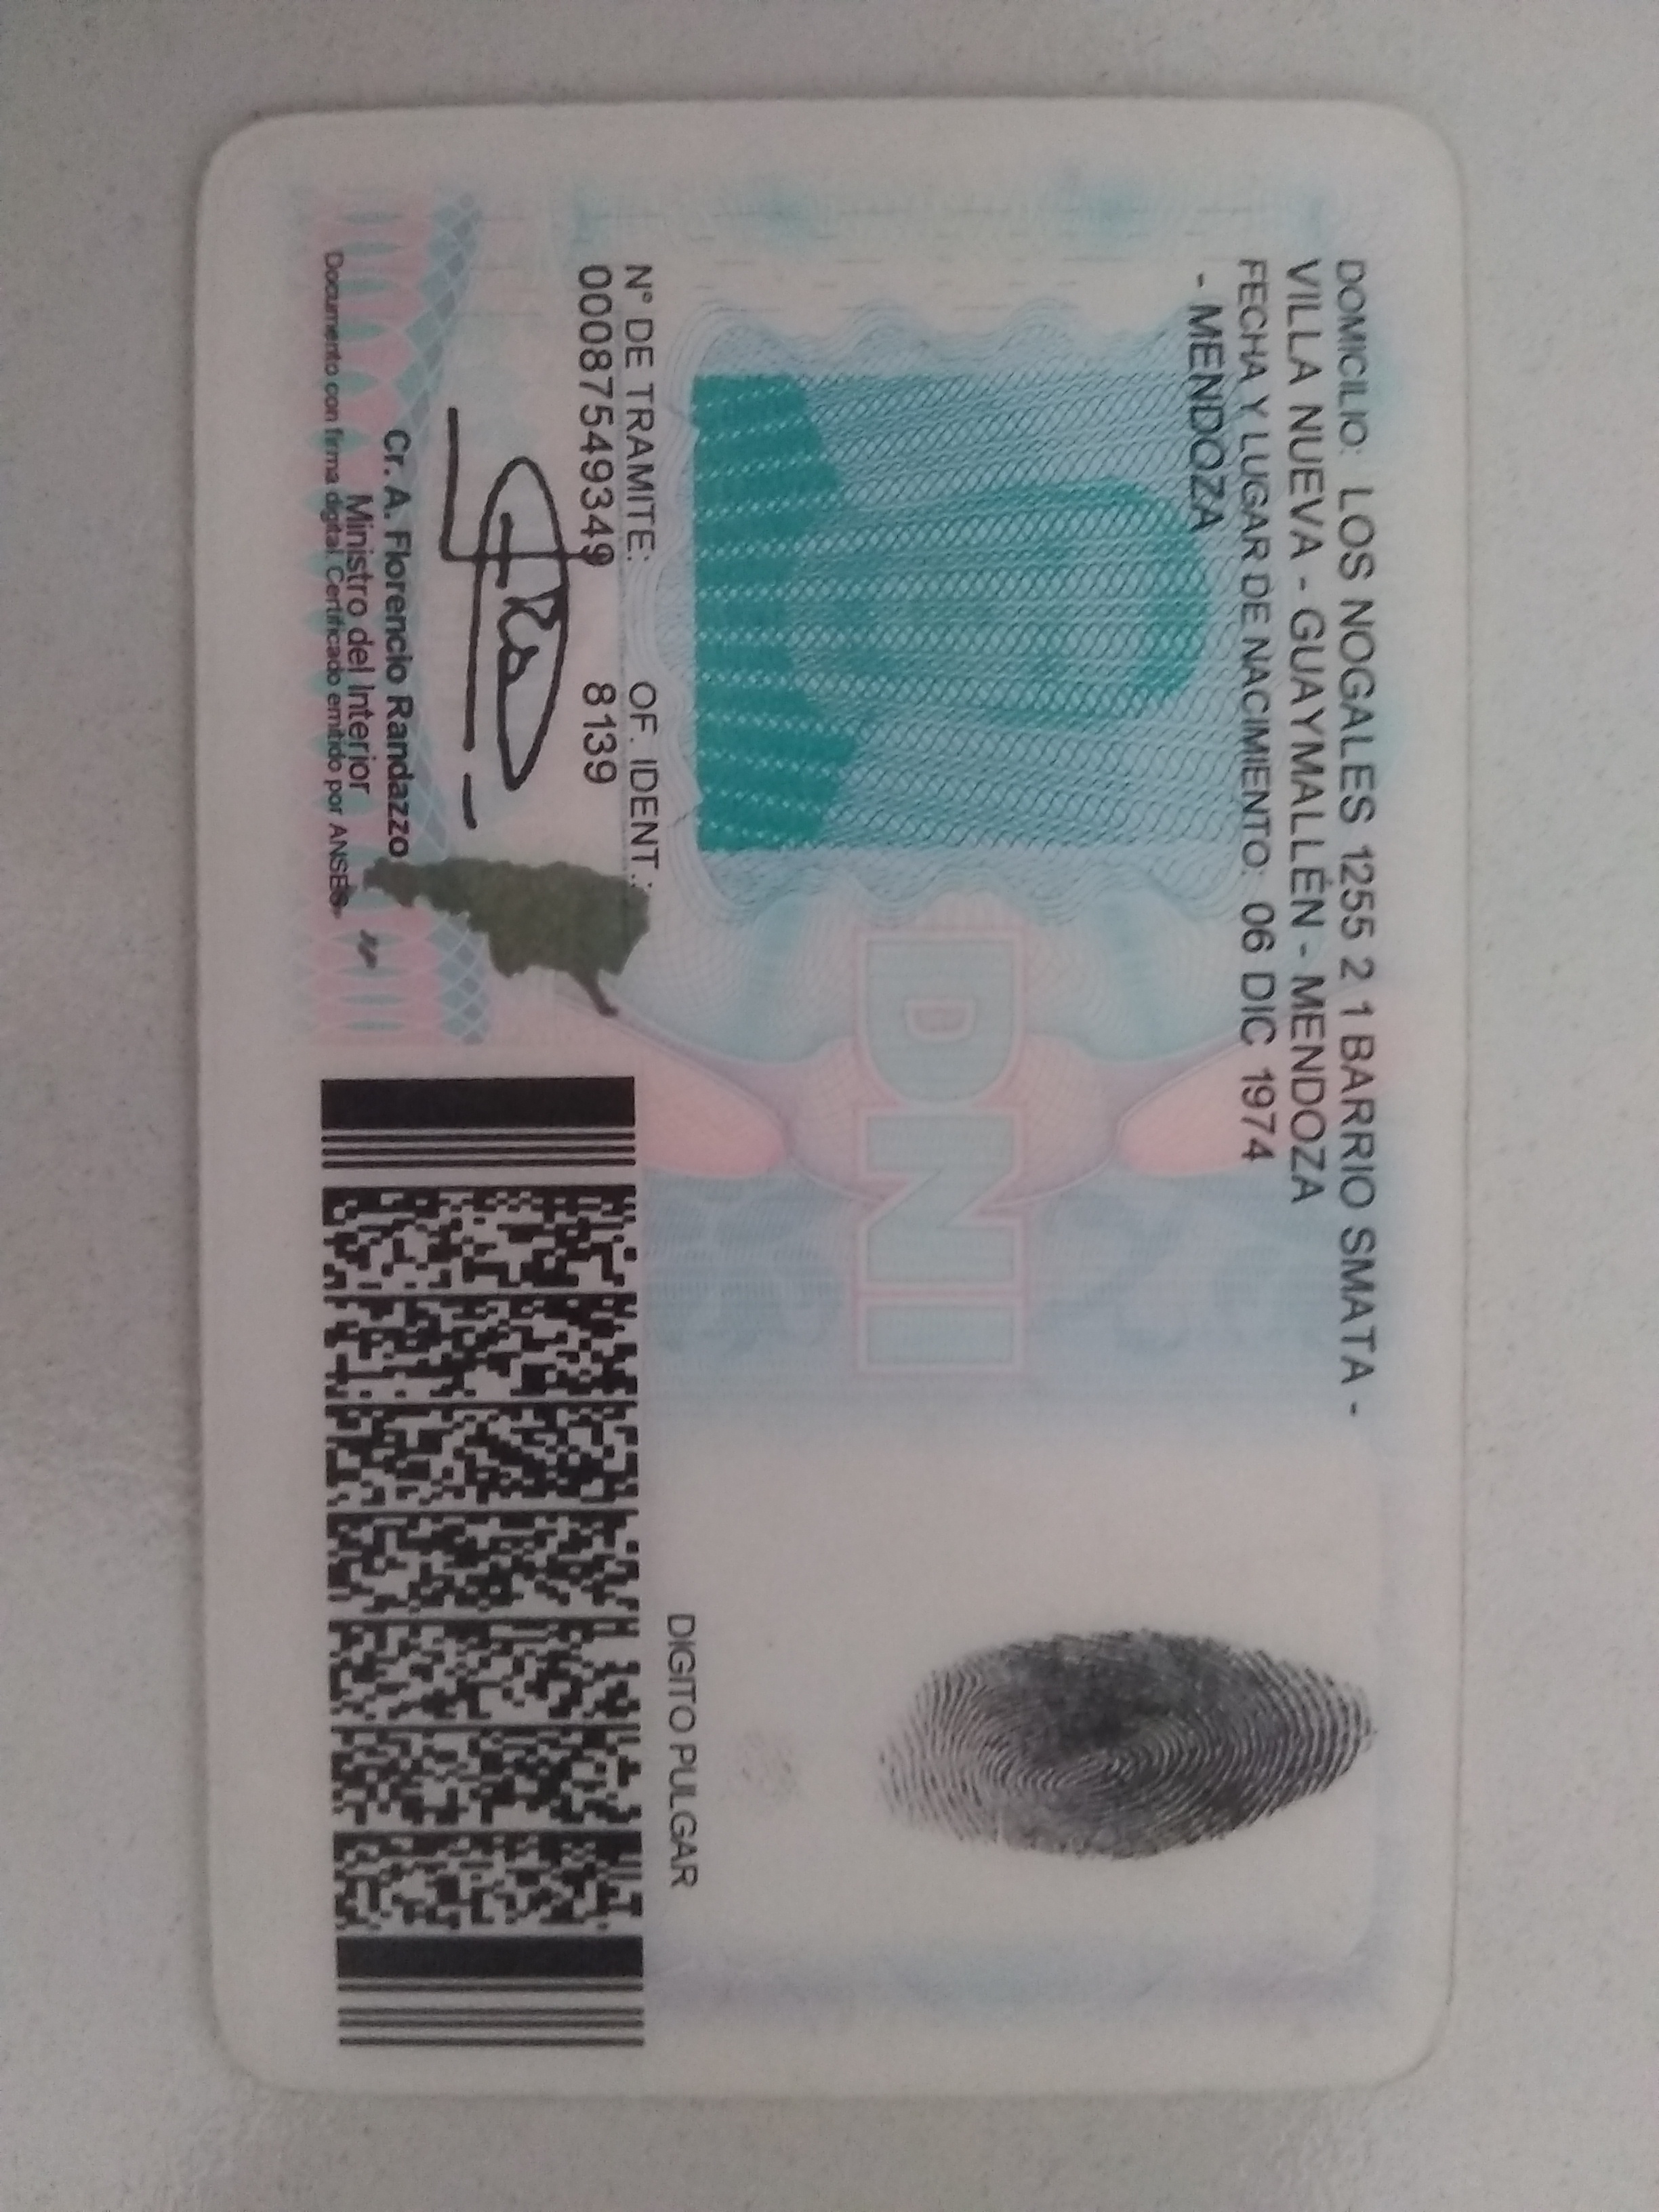 DOMICILIO: LOS NOGALES 1255 2 1 BARRIO SMATA -
VILLA NUEVA - GUAYMALLÉN - MENDOZA
FECHA Y LUGAR DE NACIMIENTO: 06 DIC 1974
- MENDOZA
DNI
DIGITO PULGAR
Nº DE TRAMITE: OF. IDENT.:
00087549349 8139
Cr. A. Florencio Randazzo
Ministro del Interior
Documento con firma digital Certificado emitido por ANSES